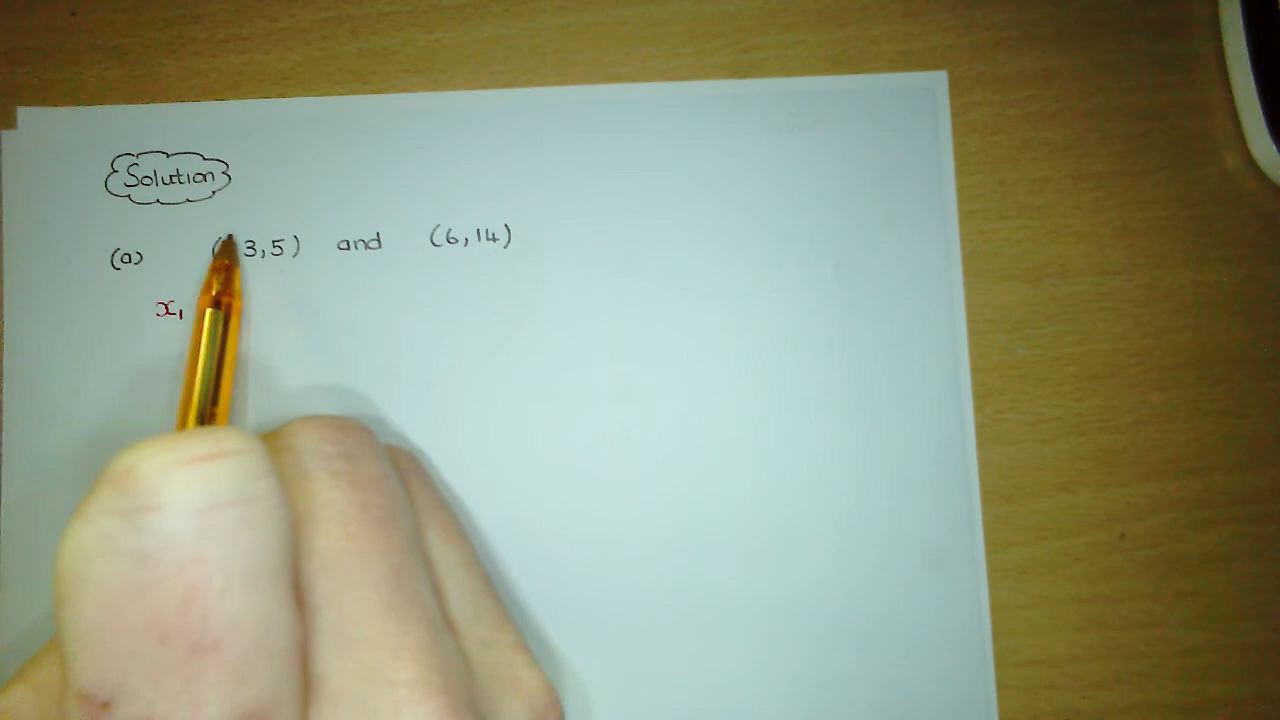 Solution
(a) ( 3,5) and (6,14)
x₁